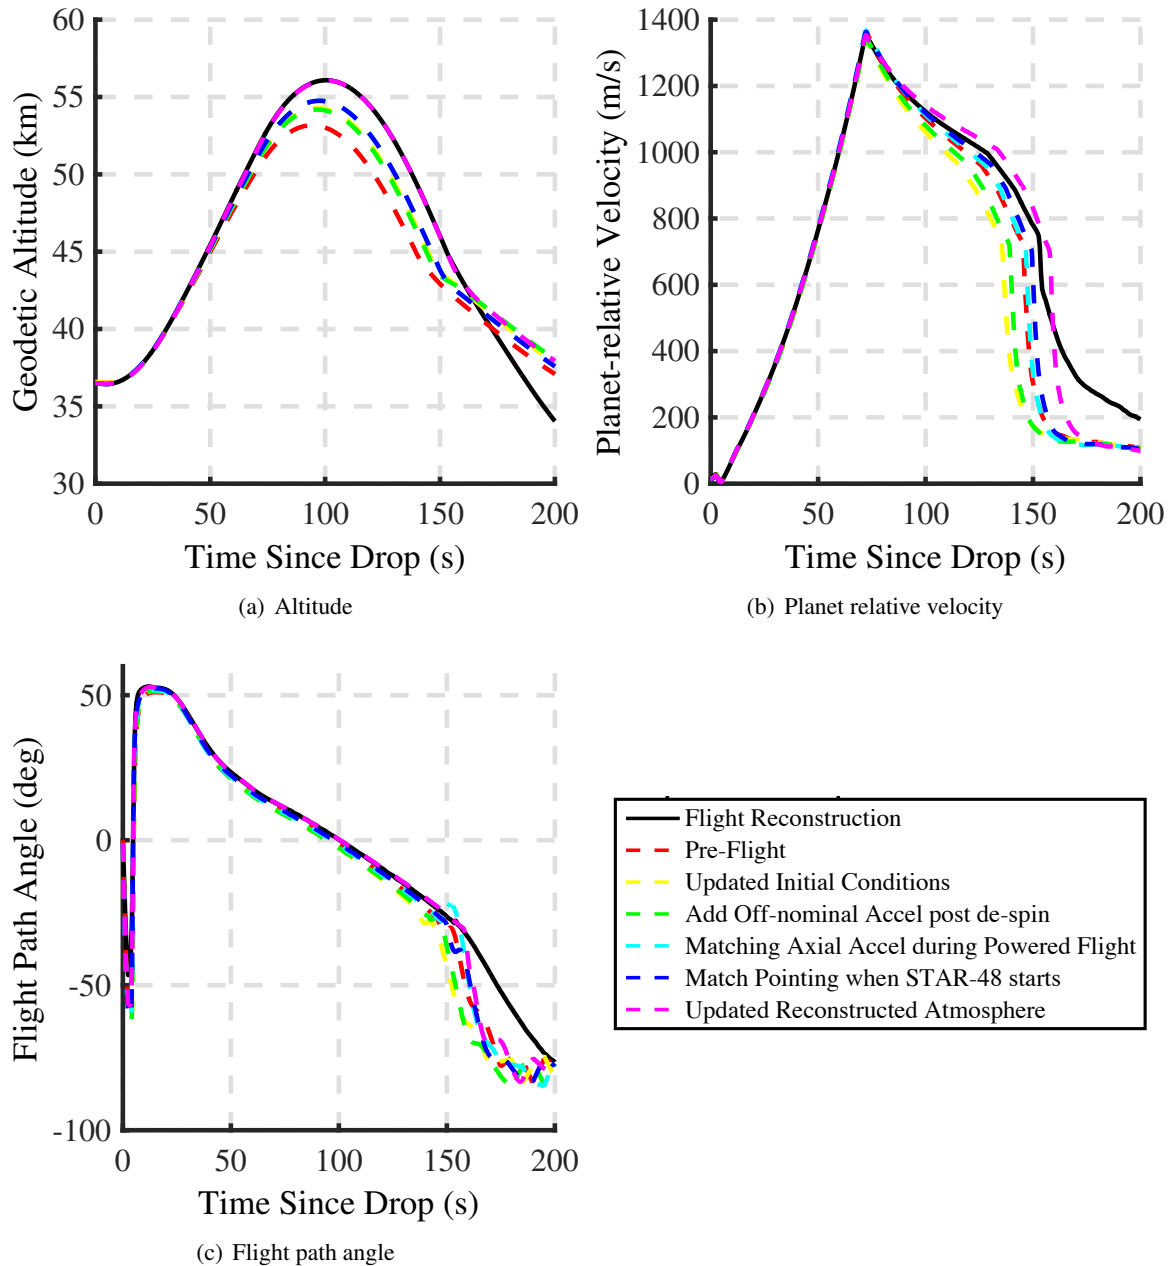 60
55
50
45
40
35
30
Geodetic Altitude (km)
0 50 100 150 200
Time Since Drop (s)
(a) Altitude
1400
1200
1000
800
600
400
200
0
Planet-relative Velocity (m/s)
0 50 100 150 200
Time Since Drop (s)
(b) Planet relative velocity
50
0
-50
-100
Flight Path Angle (deg)
0 50 100 150 200
Time Since Drop (s)
(c) Flight path angle
Flight Reconstruction
Pre-Flight
Updated Initial Conditions
Add Off-nominal Accel post de-spin
Matching Axial Accel during Powered Flight
Match Pointing when STAR-48 starts
Updated Reconstructed Atmosphere